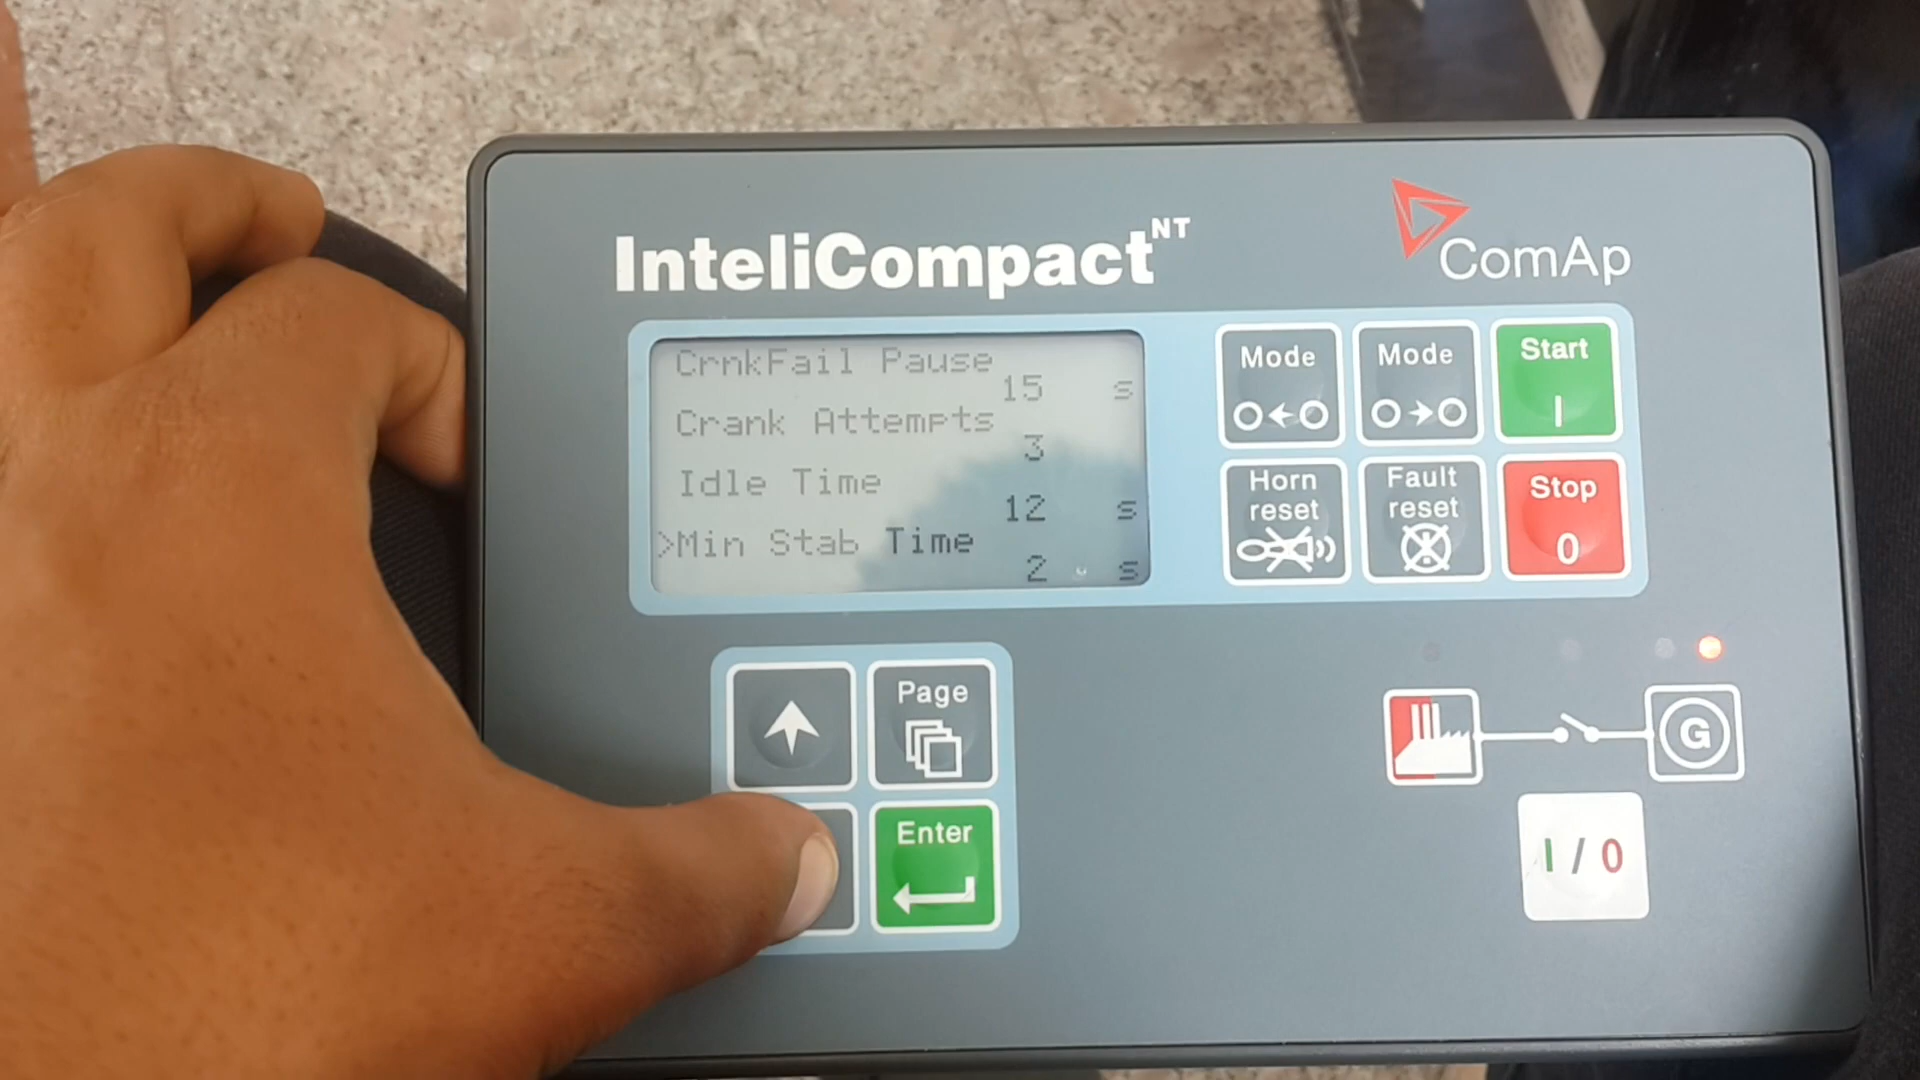 InteliCompact NT
ComAp
CrnkFail Pause
15 s
Crank Attempts
3
Idle Time
12 s
>Min Stab Time
2 s
Mode
Mode
Start
I
Horn
reset
Fault
reset
Stop
0
Page
Enter
G
I / 0